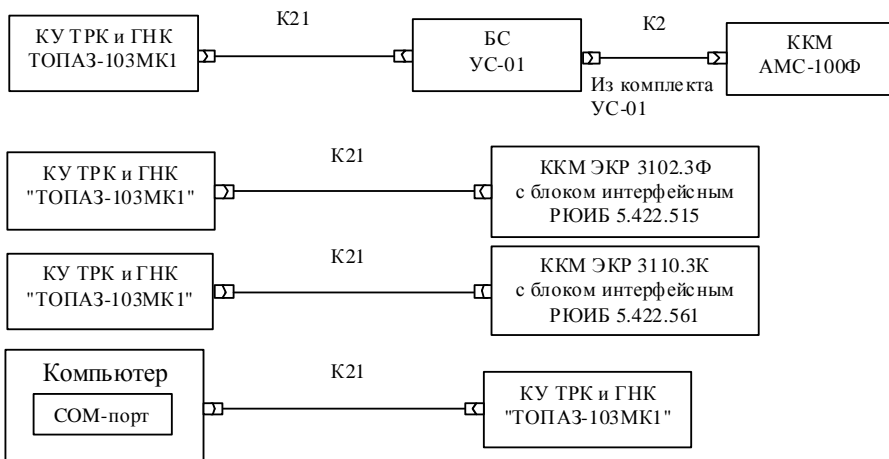 К21
К2
КУ ТРК и ГНК
ТОПАЗ-103МК1
БС
УС-01
ККМ
АМС-100Ф
Из комплекта
УС-01
К21
КУ ТРК и ГНК
"ТОПАЗ-103МК1"
ККМ ЭКР 3102.3Ф
с блоком интерфейсным
РЮИБ 5.422.515
К21
КУ ТРК и ГНК
"ТОПАЗ-103МК1"
ККМ ЭКР 3110.3К
с блоком интерфейсным
РЮИБ 5.422.561
Компьютер
СОМ-порт
К21
КУ ТРК и ГНК
"ТОПАЗ-103МК1"